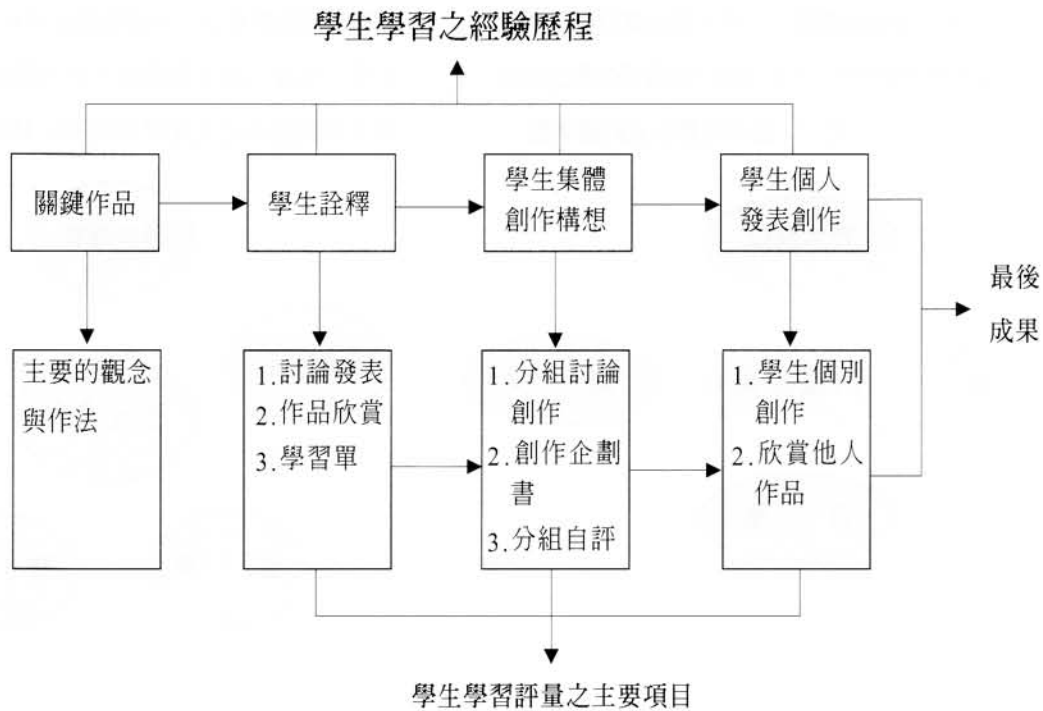 學生學習之經驗歷程
關鍵作品
學生詮釋
學生集體
創作構想
學生個人
發表創作
最後
成果
主要的觀念
與作法
1.討論發表
2.作品欣賞
3.學習單
1.分組討論
創作
2.創作企劃
書
3.分組自評
1.學生個別
創作
2.欣賞他人
作品
學生學習評量之主要項目